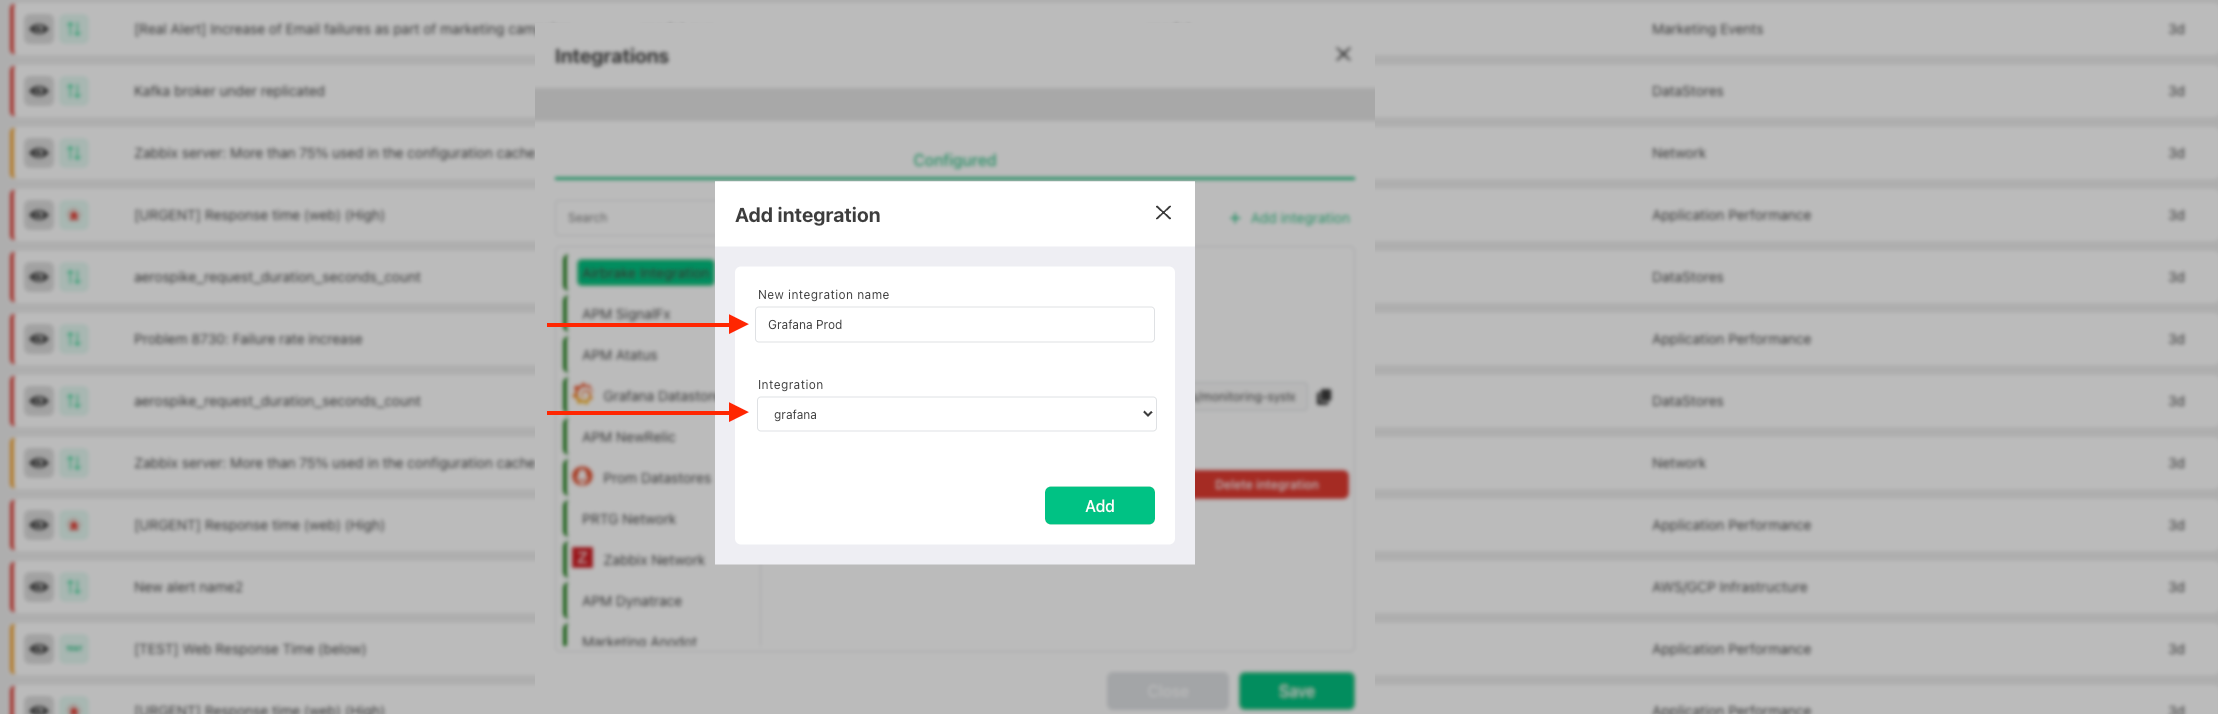 [Real Alert] Increase of Email failures as part of marketing cam
Marketing Events
3d
Kafka broker under replicated
DataStores
3d
Zabbix server: More than 75% used in the configuration cache
Network
3d
[URGENT] Response time (web) (High)
Application Performance
3d
aerospike_request_duration_seconds_count
DataStores
3d
Problem 8730: Failure rate increase
Application Performance
3d
aerospike_request_duration_seconds_count
DataStores
3d
Zabbix server: More than 75% used in the configuration cache
Network
3d
[URGENT] Response time (web) (High)
Application Performance
3d
New alert name2
AWS/GCP Infrastructure
3d
[TEST] Web Response Time (below)
Application Performance
3d
[URGENT] Response time (web) (High)
Application Performance
3d
Integrations
Configured
Search
+ Add integration
Airbrake Integration
APM SignalFx
APM Atatus
Grafana Datastor
/monitoring-syste
APM NewRelic
Prom Datastores
Delete integration
PRTG Network
Z Zabbix Network
APM Dynatrace
Marketing Anodot
Close
Save
Add integration
New integration name
Grafana Prod
Integration
grafana
Add